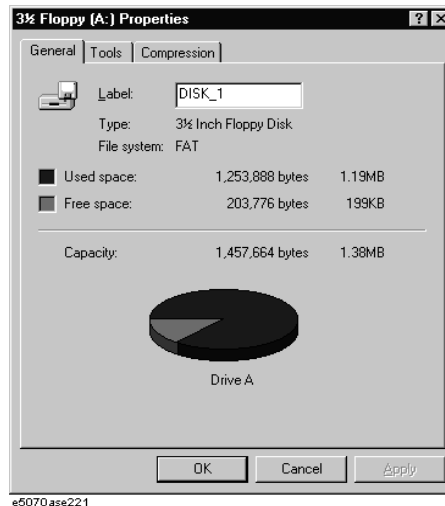 3½ Floppy (A:) Properties
General Tools Compression
Label: DISK_1
Type: 3½ Inch Floppy Disk
File system: FAT
Used space: 1,253,888 bytes 1.19MB
Free space: 203,776 bytes 199KB
Capacity: 1,457,664 bytes 1.38MB
Drive A
OK Cancel Apply
e5070ase221